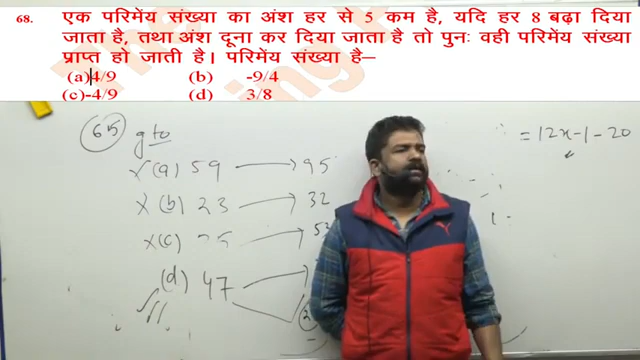 68. एक परिमेंय संख्या का अंश हर से 5 कम है, यदि हर 8 बढ़ा दिया
जाता है, तथा अंश दूना कर दिया जाता है तो पुनः वही परिमेंय संख्या
प्राप्त हो जाती है। परिमेंय संख्या है—
(a) 4/9 (b) -9/4
(c) -4/9 (d) 3/8
65 g to
= 12x - 1 - 20
(a) 59 → 95
(b) 23 → 32
(c)
(d) 47